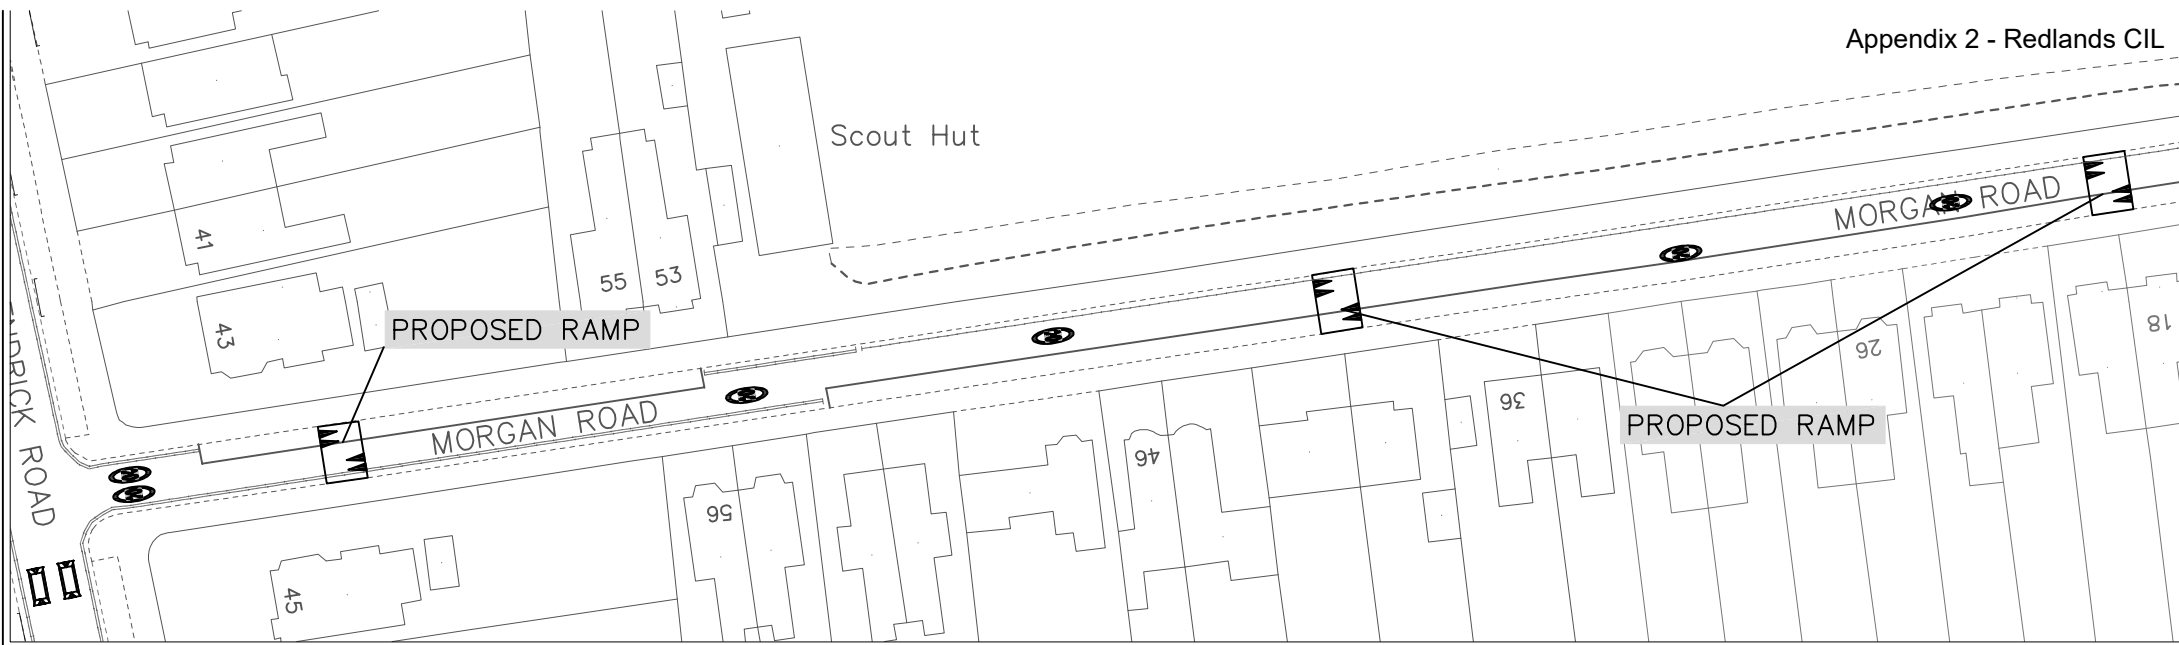 Appendix 2 - Redlands CIL
Scout Hut
MORGAN ROAD
41
55 53
43
PROPOSED RAMP
18
26
36
PROPOSED RAMP
MORGAN ROAD
46
56
ROAD
45